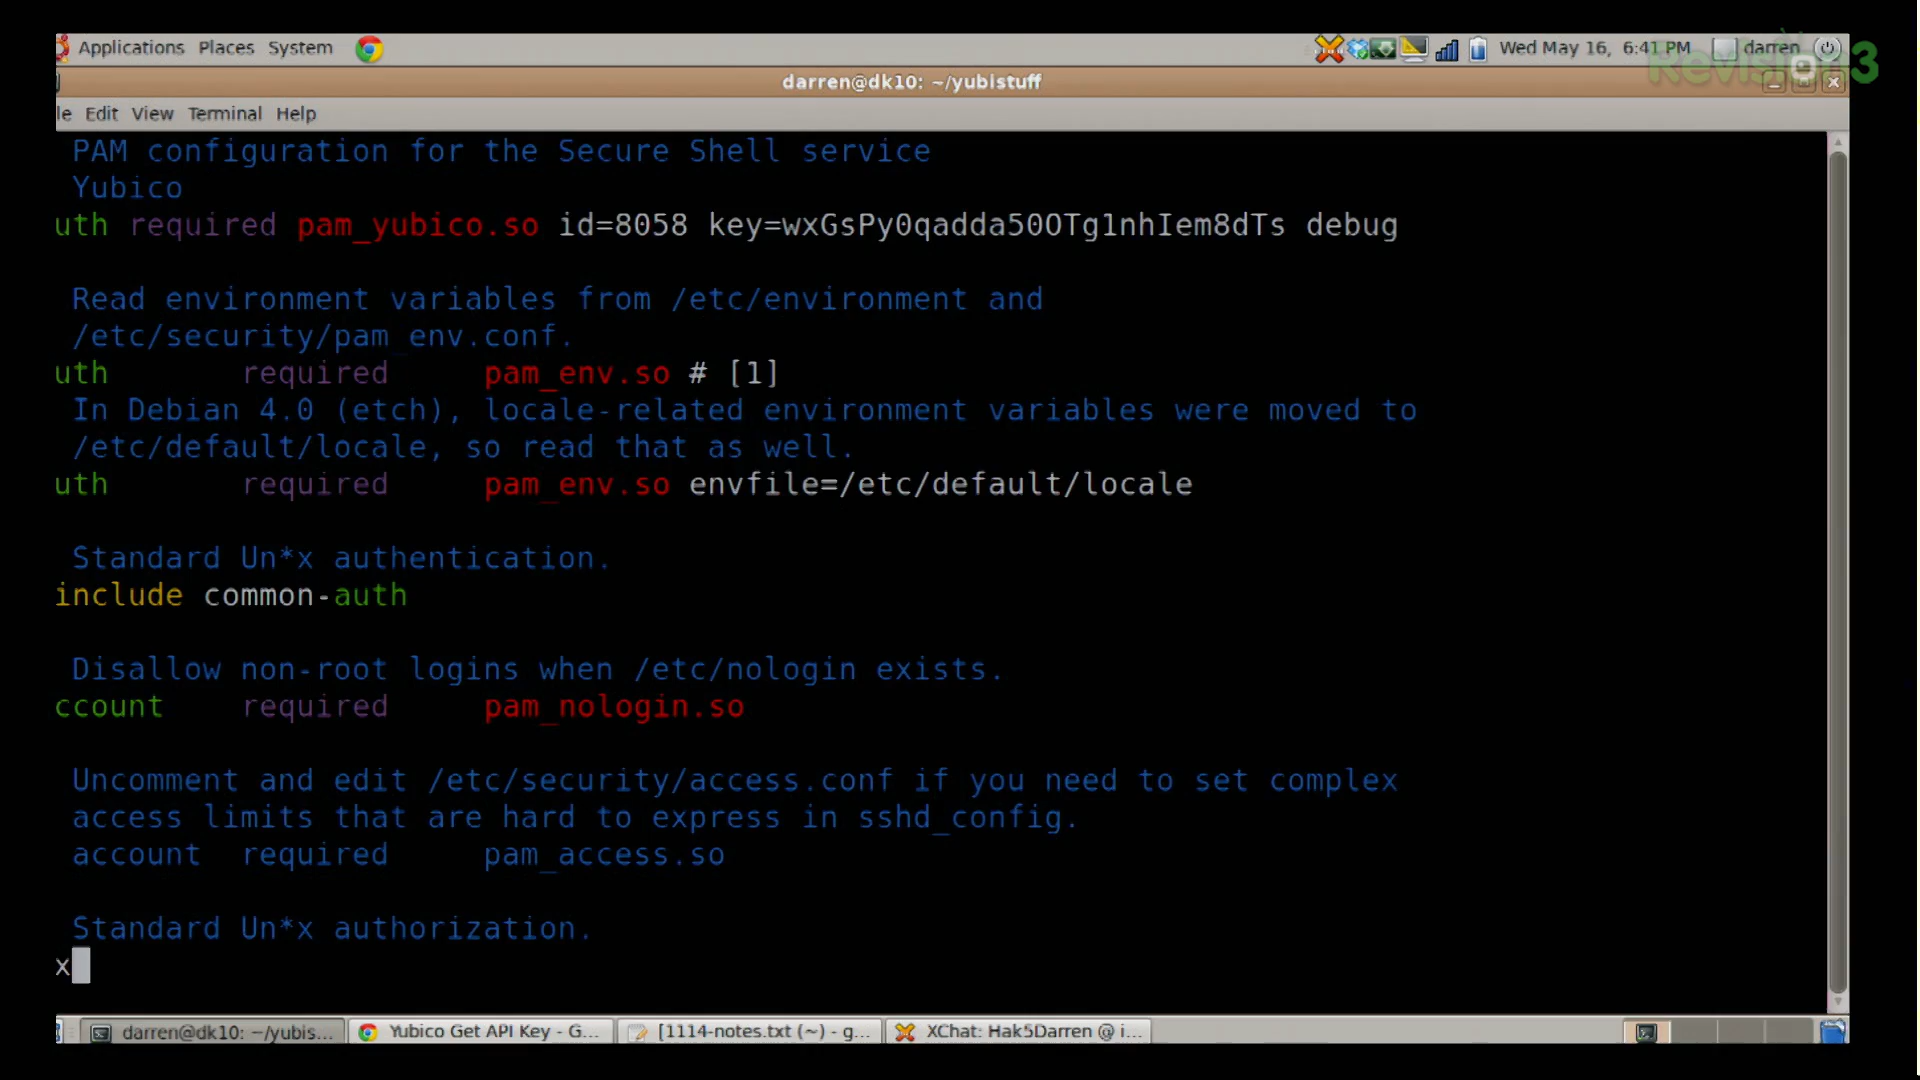 Applications Places System
Wed May 16, 6:41 PM darren
Revision3
darren@dk10: ~/yubistuff
le Edit View Terminal Help
PAM configuration for the Secure Shell service
Yubico
uth required pam_yubico.so id=8058 key=wxGsPy0qadda50OTg1nhIem8dTs debug
Read environment variables from /etc/environment and
/etc/security/pam_env.conf.
uth required pam_env.so # [1]
In Debian 4.0 (etch), locale-related environment variables were moved to
/etc/default/locale, so read that as well.
uth required pam_env.so envfile=/etc/default/locale
Standard Un*x authentication.
include common-auth
Disallow non-root logins when /etc/nologin exists.
ccount required pam_nologin.so
Uncomment and edit /etc/security/access.conf if you need to set complex
access limits that are hard to express in sshd_config.
account required pam_access.so
Standard Un*x authorization.
x
darren@dk10: ~/yubis... Yubico Get API Key - G... [1114-notes.txt (~) - g... XChat: Hak5Darren @ i...